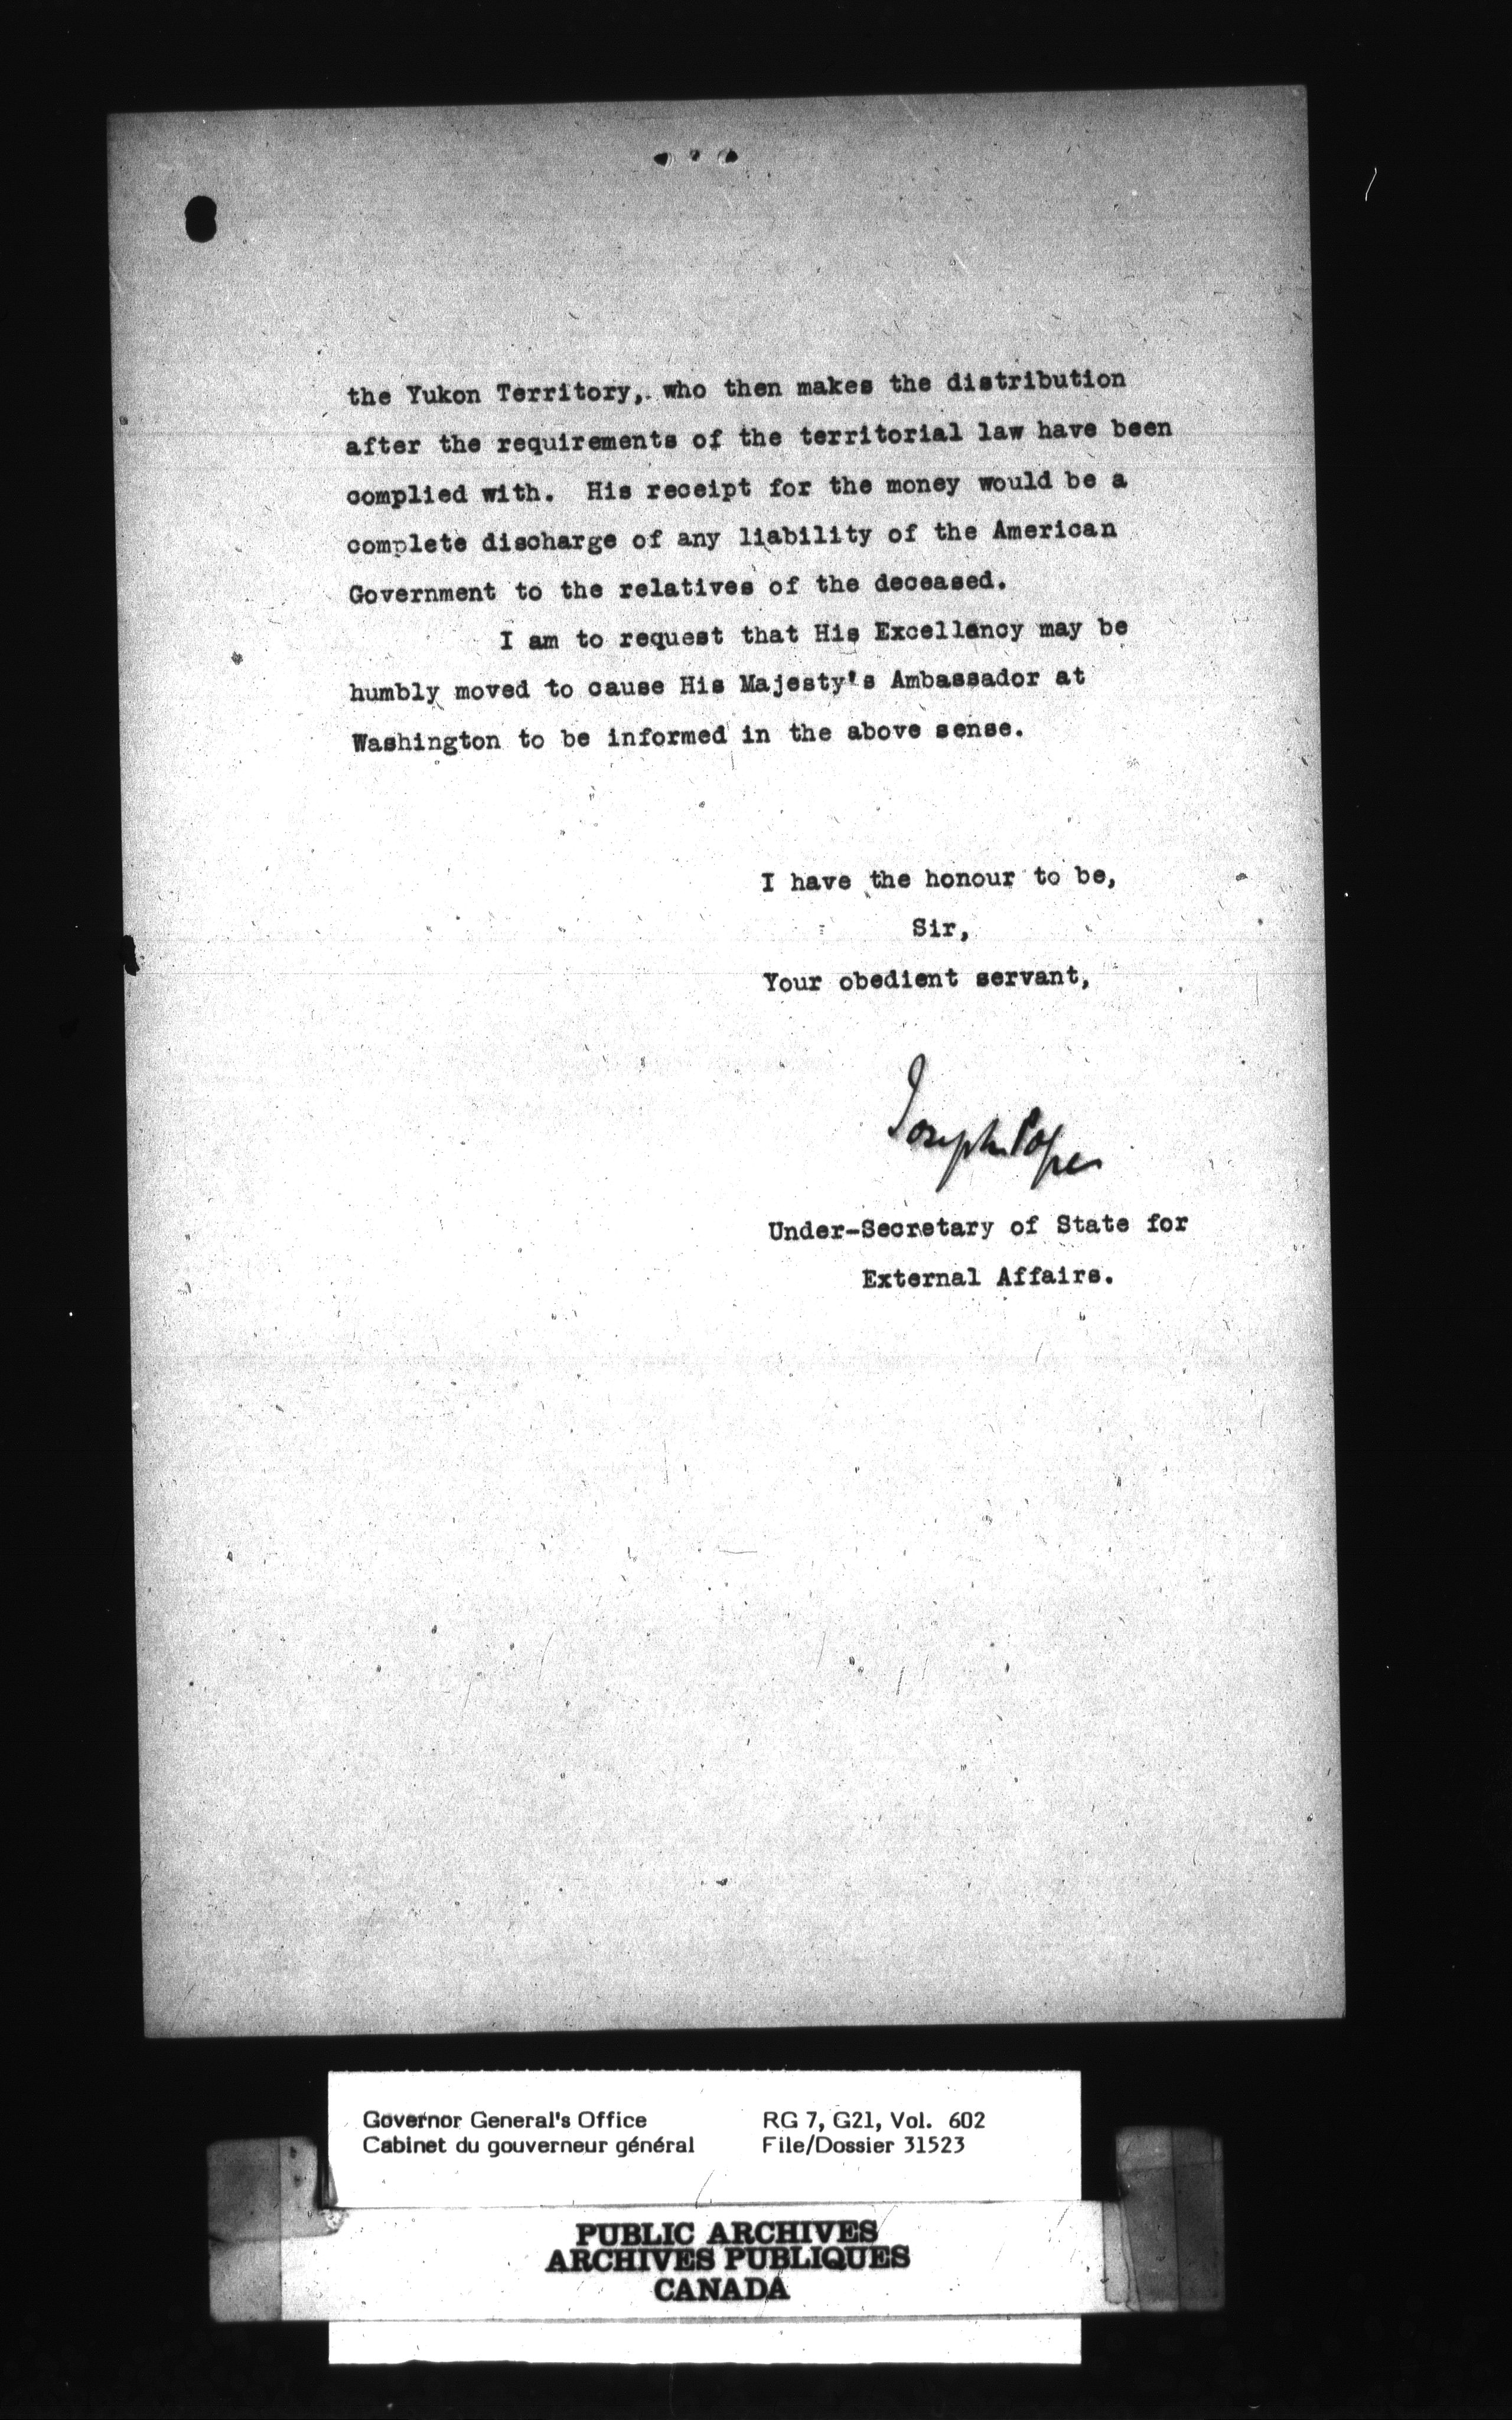 the Yukon Territory, who then makes the distribution
after the requirements of the territorial law have been
complied with. His receipt for the money would be a
complete discharge of any liability of the American
Government to the relatives of the deceased.
I am to request that His Excellency may be
humbly moved to cause His Majesty's Ambassador at
Washington to be informed in the above sense.
I have the honour to be,
Sir,
Your obedient servant,
Joseph Pope
Under-Secretary of State for
External Affairs.
Governor General's Office RG 7, G21, Vol. 602
Cabinet du gouverneur général File/Dossier 31523
PUBLIC ARCHIVES
ARCHIVES PUBLIQUES
CANADA